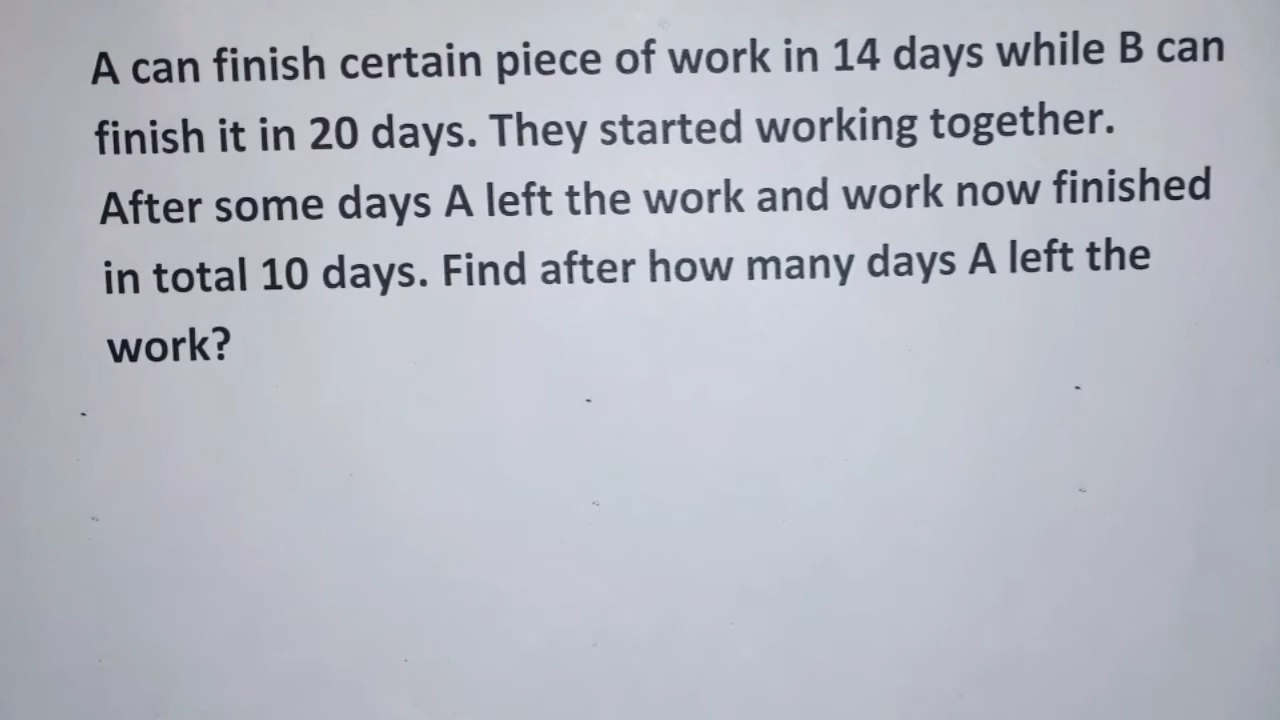 A can finish certain piece of work in 14 days while B can
finish it in 20 days. They started working together.
After some days A left the work and work now finished
in total 10 days. Find after how many days A left the
work?